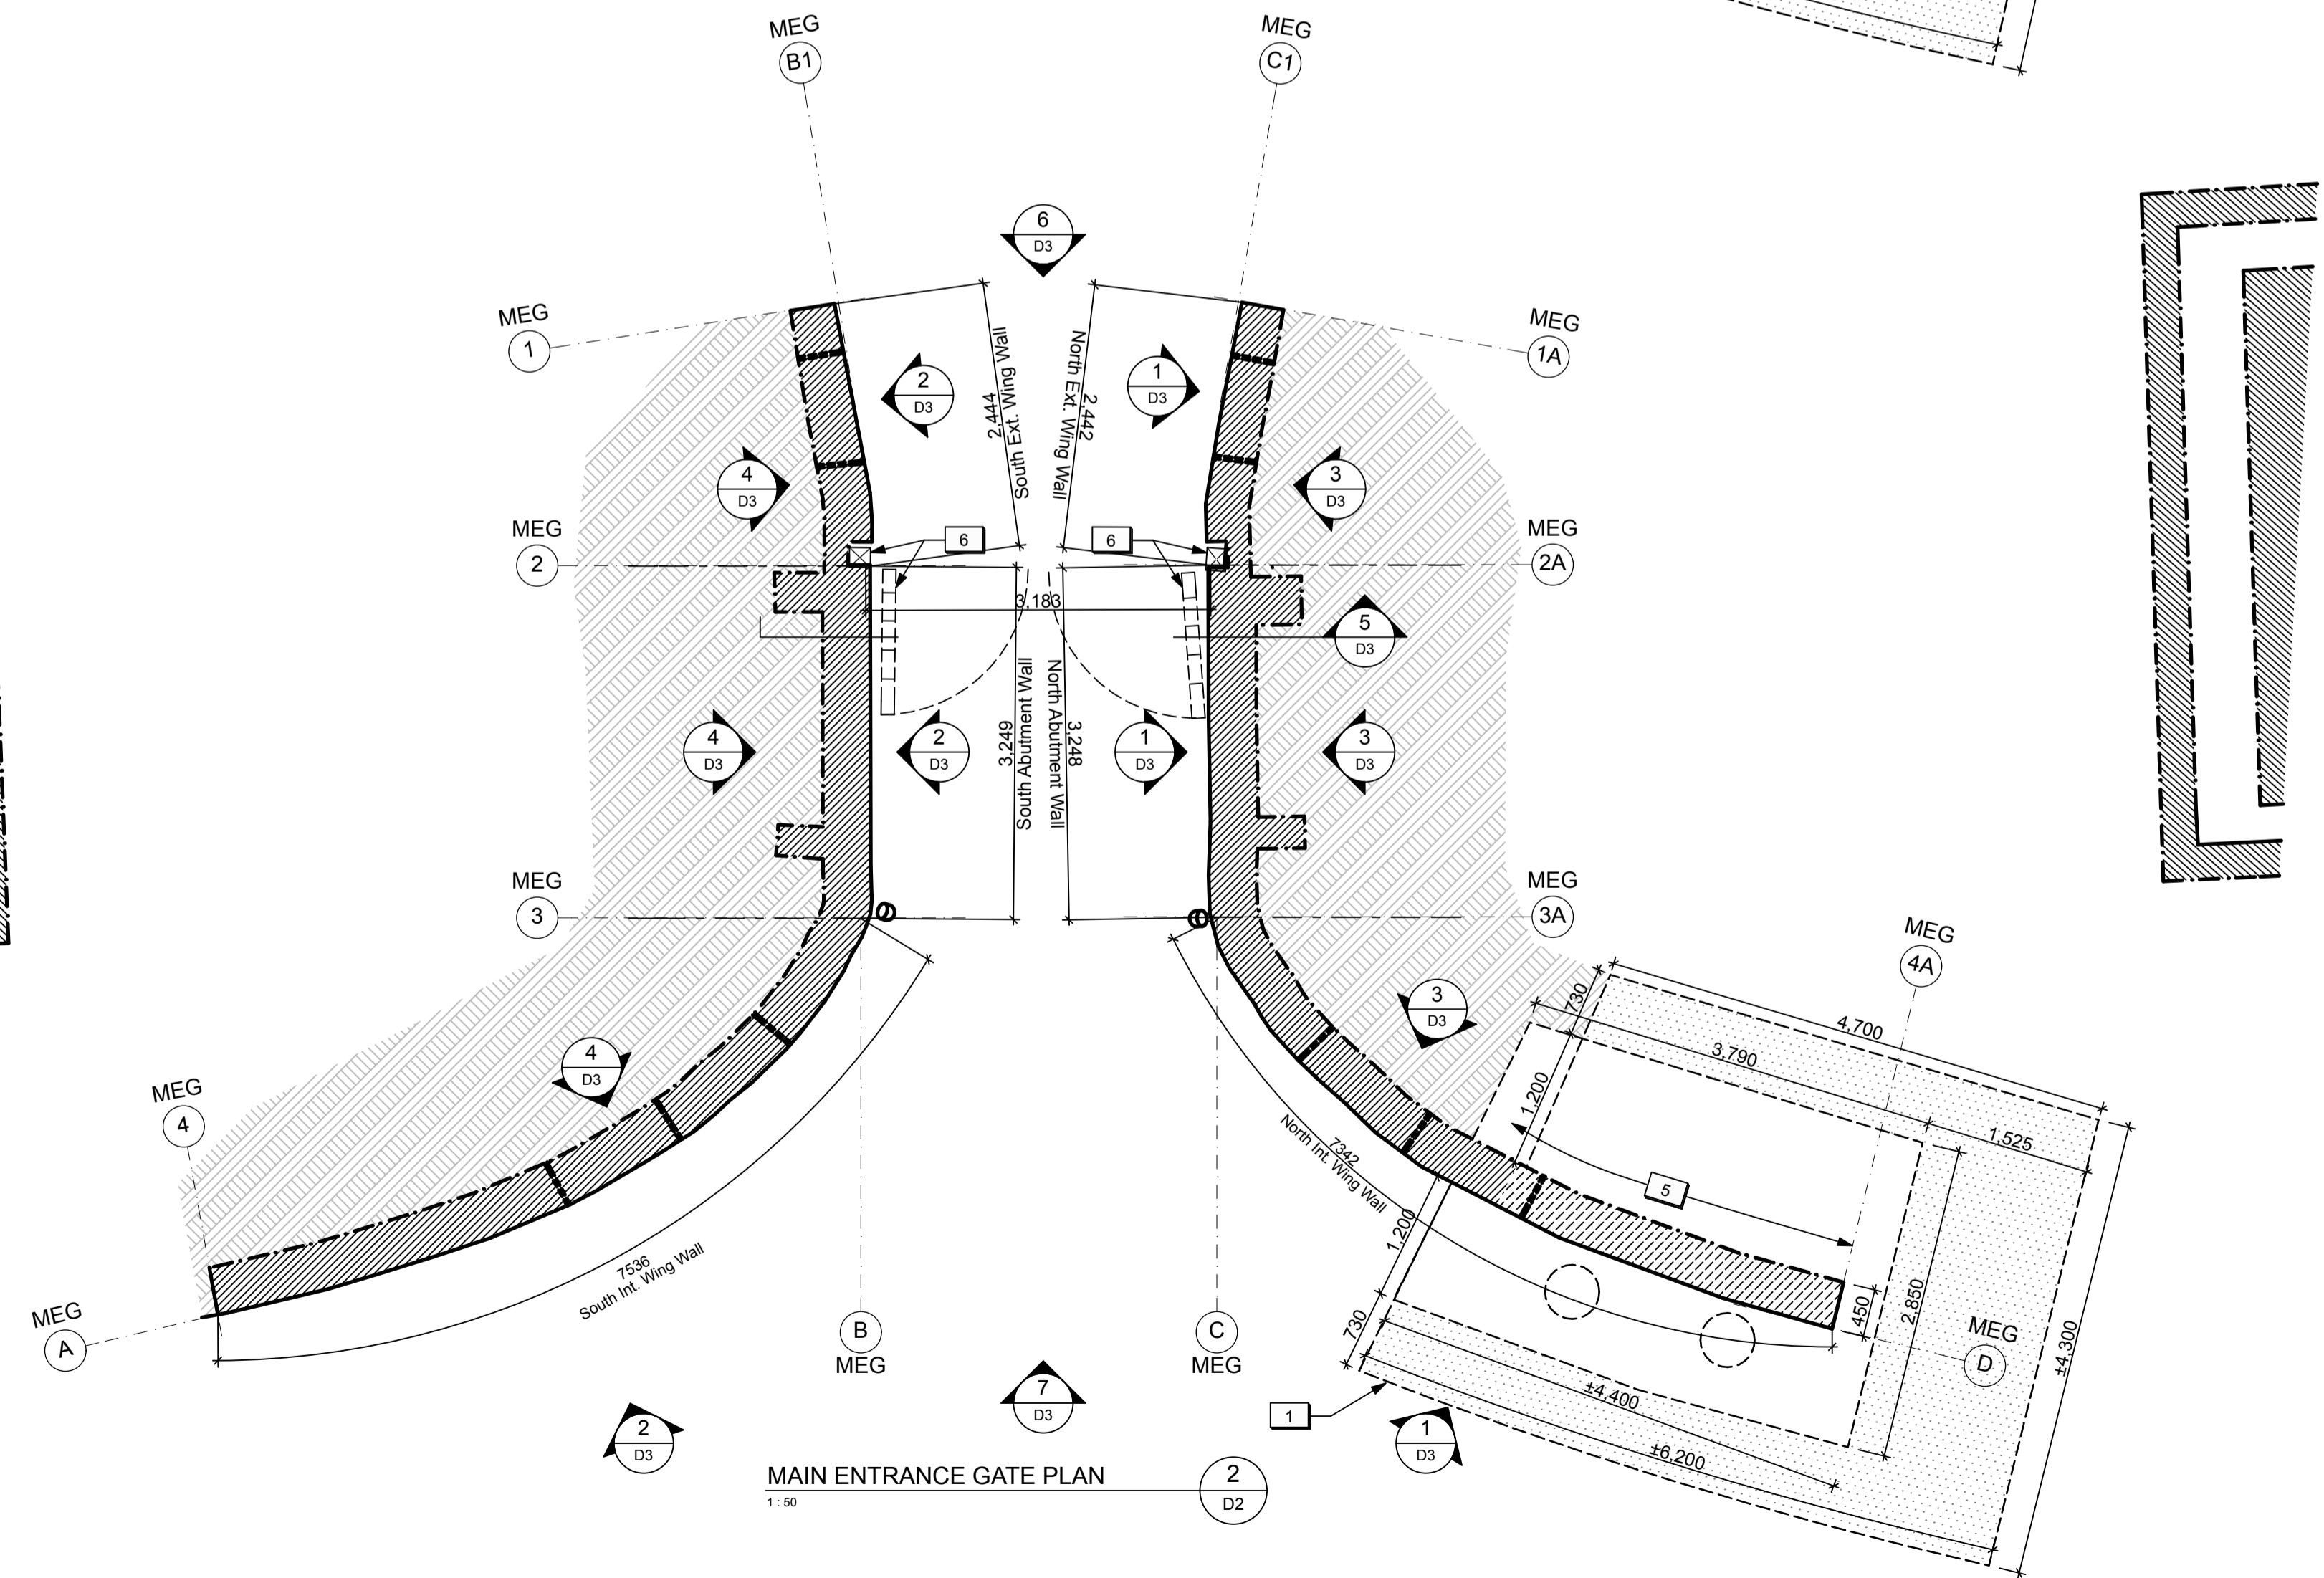 MEG
B1
MEG
C1
6
D3
MEG
1
MEG
1A
2
D3
1
D3
2,444
South Ext. Wing Wall
North Ext. Wing Wall
2,442
4
D3
3
D3
MEG
2
6
6
MEG
2A
3,183
5
D3
4
D3
2
D3
3,249
South Abutment Wall
North Abutment Wall
3,248
1
D3
3
D3
MEG
3
MEG
3A
MEG
4A
3
D3
730
4,700
3,790
1,200
1,525
4
D3
MEG
4
7342
North Int. Wing Wall
5
1,200
7536
South Int. Wing Wall
450
2,850
±4,300
MEG
D
MEG
A
B
MEG
C
MEG
730
7
D3
1
±4,400
±6,200
2
D3
1
D3
MAIN ENTRANCE GATE PLAN
1 : 50
2
D2